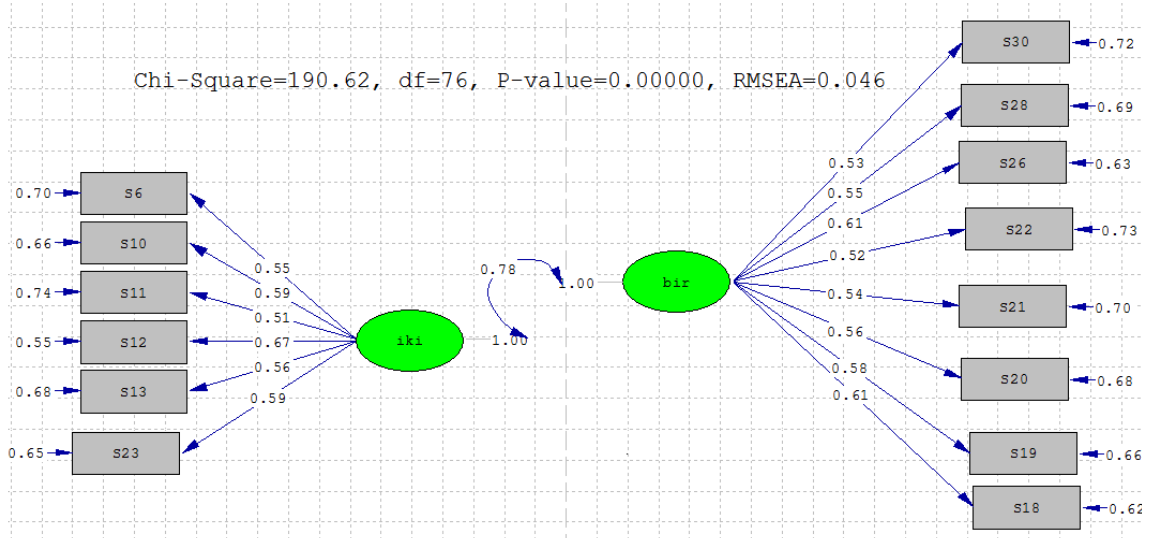 Chi-Square=190.62, df=76, P-value=0.00000, RMSEA=0.046
0.70 S6 0.55
0.66 S10 0.59
0.74 S11 0.51
0.55 S12 0.67
0.68 S13 0.56
0.65 S23 0.59
iki 1.00
0.78
1.00 bir
0.53 S30 0.72
0.55 S28 0.69
0.61 S26 0.63
0.52 S22 0.73
0.54 S21 0.70
0.56 S20 0.68
0.58 S19 0.66
0.61 S18 0.62